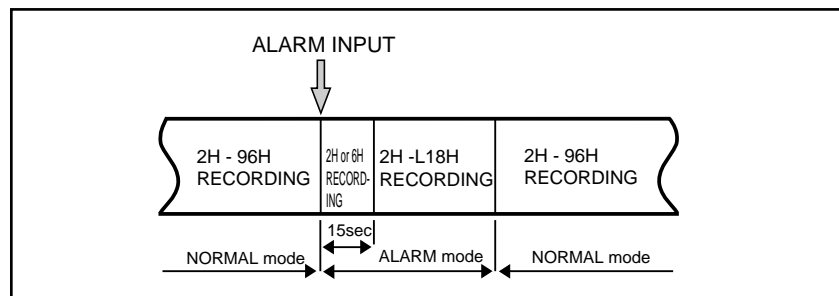 ALARM INPUT
2H - 96H
RECORDING
2H or 6H
RECORD-
ING
2H -L18H
RECORDING
2H - 96H
RECORDING
15sec
NORMAL mode
ALARM mode
NORMAL mode